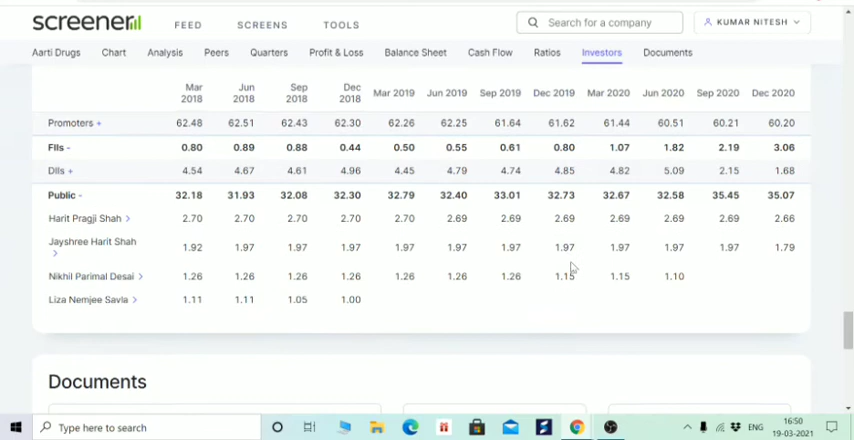 screener
FEED SCREENS TOOLS Search for a company KUMAR NITESH
Aarti Drugs Chart Analysis Peers Quarters Profit & Loss Balance Sheet Cash Flow Ratios Investors Documents
Mar 2018 Jun 2018 Sep 2018 Dec 2018 Mar 2019 Jun 2019 Sep 2019 Dec 2019 Mar 2020 Jun 2020 Sep 2020 Dec 2020
Promoters + 62.48 62.51 62.43 62.30 62.26 62.25 61.64 61.62 61.44 60.51 60.21 60.20
FIIs - 0.80 0.89 0.88 0.44 0.50 0.55 0.61 0.80 1.07 1.82 2.19 3.06
DIIs + 4.54 4.67 4.61 4.96 4.45 4.79 4.74 4.85 4.82 5.09 2.15 1.68
Public - 32.18 31.93 32.08 32.30 32.79 32.40 33.01 32.73 32.67 32.58 35.45 35.07
Harit Pragji Shah > 2.70 2.70 2.70 2.70 2.70 2.69 2.69 2.69 2.69 2.69 2.69 2.66
Jayshree Harit Shah > 1.92 1.97 1.97 1.97 1.97 1.97 1.97 1.97 1.97 1.97 1.97 1.79
Nikhil Parimal Desai > 1.26 1.26 1.26 1.26 1.26 1.26 1.26 1.15 1.15 1.10
Liza Nemjee Savla > 1.11 1.11 1.05 1.00
Documents
Type here to search ENG 16:50
19-03-2021